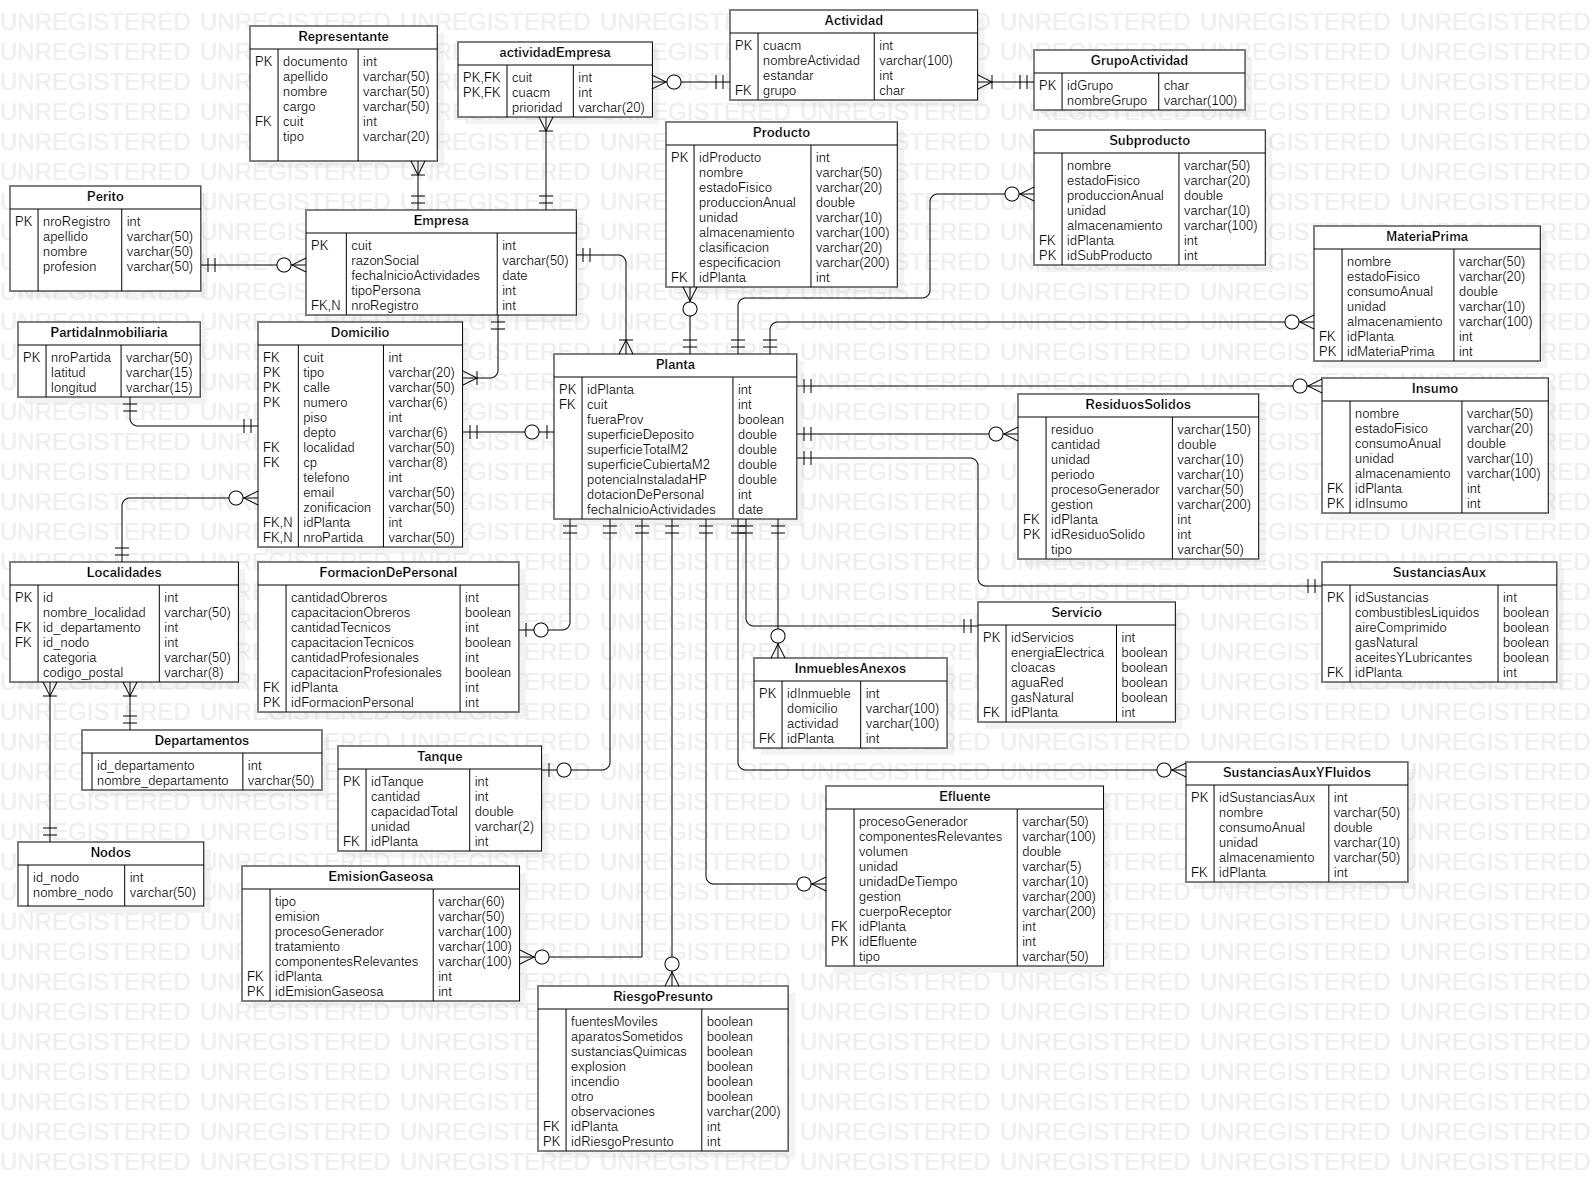 Representante
PK documento int
apellido varchar(50)
nombre varchar(50)
cargo varchar(50)
FK cuit int
tipo varchar(20)
actividadEmpresa
PK,FK cuit int
PK,FK cuacm int
prioridad varchar(20)
Actividad
PK cuacm int
nombreActividad varchar(100)
estandar int
FK grupo char
GrupoActividad
PK idGrupo char
nombreGrupo varchar(100)
Perito
PK nroRegistro int
apellido varchar(50)
nombre varchar(50)
profesion varchar(50)
Empresa
PK cuit int
razonSocial varchar(50)
fechaInicioActividades date
tipoPersona int
FK,N nroRegistro int
Producto
PK idProducto int
nombre varchar(50)
estadoFisico varchar(20)
produccionAnual double
unidad varchar(10)
almacenamiento varchar(100)
clasificacion varchar(20)
especificacion varchar(200)
FK idPlanta int
Subproducto
nombre varchar(50)
estadoFisico varchar(20)
produccionAnual double
unidad varchar(10)
almacenamiento varchar(100)
FK idPlanta int
PK idSubProducto int
MateriaPrima
nombre varchar(50)
estadoFisico varchar(20)
consumoAnual double
unidad varchar(10)
almacenamiento varchar(100)
FK idPlanta int
PK idMateriaPrima int
PartidaInmobiliaria
PK nroPartida varchar(50)
latitud varchar(15)
longitud varchar(15)
Domicilio
FK cuit int
PK tipo varchar(20)
PK calle varchar(50)
PK numero varchar(6)
piso int
depto varchar(6)
FK localidad varchar(50)
FK cp varchar(8)
telefono int
email varchar(50)
zonificacion varchar(50)
FK,N idPlanta int
FK,N nroPartida varchar(50)
Planta
PK idPlanta int
FK cuit int
fueraProv boolean
superficieDeposito double
superficieTotalM2 double
superficieCubiertaM2 double
potenciaInstaladaHP double
dotacionDePersonal int
fechaInicioActividades date
ResiduosSolidos
residuo varchar(150)
cantidad double
unidad varchar(10)
periodo varchar(10)
procesoGenerador varchar(50)
gestion varchar(200)
FK idPlanta int
PK idResiduoSolido int
tipo varchar(50)
Insumo
nombre varchar(50)
estadoFisico varchar(20)
consumoAnual double
unidad varchar(10)
almacenamiento varchar(100)
FK idPlanta int
PK idInsumo int
Localidades
PK id int
nombre_localidad varchar(50)
FK id_departamento int
FK id_nodo int
categoria varchar(50)
codigo_postal varchar(8)
FormacionDePersonal
cantidadObreros int
capacitacionObreros boolean
cantidadTecnicos int
capacitacionTecnicos boolean
cantidadProfesionales int
capacitacionProfesionales boolean
FK idPlanta int
PK idFormacionPersonal int
SustanciasAux
PK idSustancias int
combustiblesLiquidos boolean
aireComprimido boolean
gasNatural boolean
aceitesYLubricantes boolean
FK idPlanta int
Servicio
PK idServicios int
energiaElectrica boolean
cloacas boolean
aguaRed boolean
gasNatural boolean
FK idPlanta int
InmueblesAnexos
PK idInmueble int
domicilio varchar(100)
actividad varchar(100)
FK idPlanta int
Departamentos
id_departamento int
nombre_departamento varchar(50)
Tanque
PK idTanque int
cantidad int
capacidadTotal double
unidad varchar(2)
FK idPlanta int
SustanciasAuxYFluidos
PK idSustanciasAux int
nombre varchar(50)
consumoAnual double
unidad varchar(10)
almacenamiento varchar(50)
FK idPlanta int
Efluente
procesoGenerador varchar(50)
componentesRelevantes varchar(100)
volumen double
unidad varchar(5)
unidadDeTiempo varchar(10)
gestion varchar(200)
cuerpoReceptor varchar(200)
FK idPlanta int
PK idEfluente int
tipo varchar(50)
Nodos
id_nodo int
nombre_nodo varchar(50)
EmisionGaseosa
tipo varchar(60)
emision varchar(50)
procesoGenerador varchar(100)
tratamiento varchar(100)
componentesRelevantes varchar(100)
FK idPlanta int
PK idEmisionGaseosa int
RiesgoPresunto
fuentesMoviles boolean
aparatosSometidos boolean
sustanciasQuimicas boolean
explosion boolean
incendio boolean
otro boolean
observaciones varchar(200)
FK idPlanta int
PK idRiesgoPresunto int
UNREGISTERED